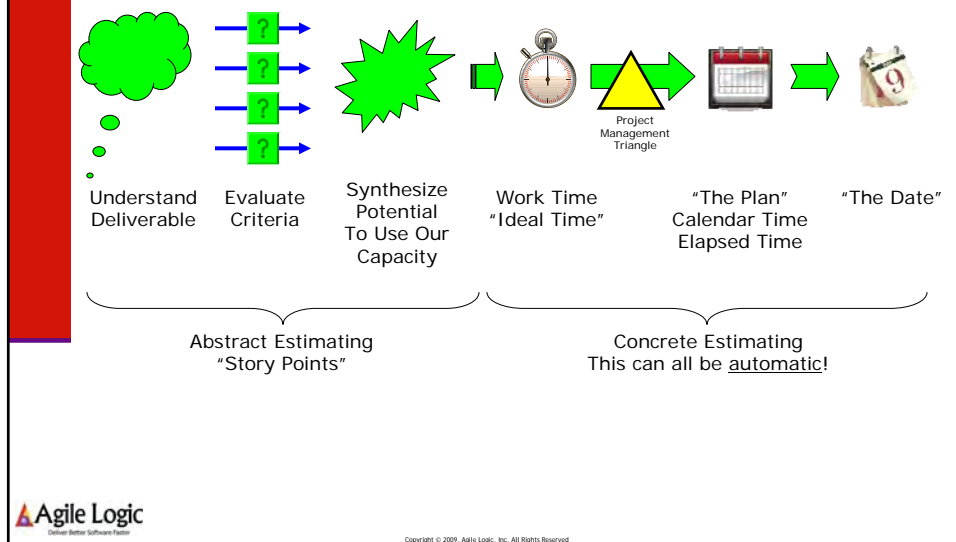 ?
?
?
?
Project
Management
Triangle
9
Understand
Deliverable
Evaluate
Criteria
Synthesize
Potential
To Use Our
Capacity
Work Time
“Ideal Time”
“The Plan”
Calendar Time
Elapsed Time
“The Date”
Abstract Estimating
“Story Points”
Concrete Estimating
This can all be automatic!
Agile Logic
Deliver Better Software Faster
Copyright © 2009, Agile Logic, Inc. All Rights Reserved